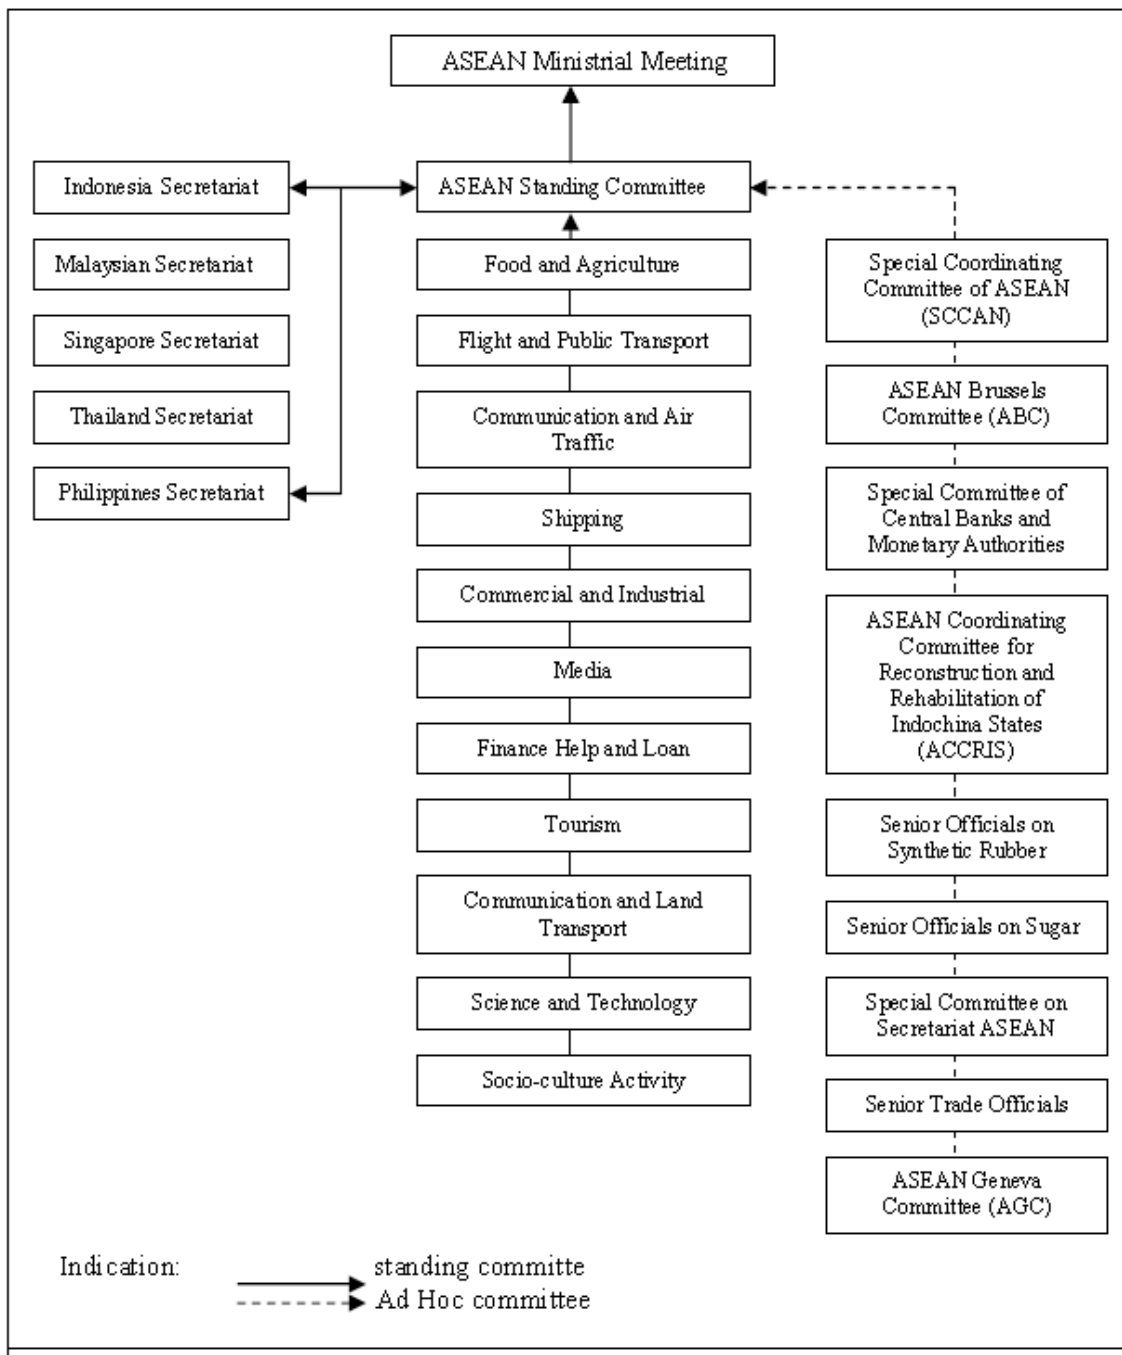 ASEAN Ministrial Meeting
Indonesia Secretariat
Malaysian Secretariat
Singapore Secretariat
Thailand Secretariat
Philippines Secretariat
ASEAN Standing Committee
Food and Agriculture
Flight and Public Transport
Communication and Air
Traffic
Shipping
Commercial and Industrial
Media
Finance Help and Loan
Tourism
Communication and Land
Transport
Science and Technology
Socio-culture Activity
Special Coordinating
Committee of ASEAN
(SCCAN)
ASEAN Brussels
Committee (ABC)
Special Committee of
Central Banks and
Monetary Authorities
ASEAN Coordinating
Committee for
Reconstruction and
Rehabilitation of
Indochina States
(ACCRIS)
Senior Officials on
Synthetic Rubber
Senior Officials on Sugar
Special Committee on
Secretariat ASEAN
Senior Trade Officials
ASEAN Geneva
Committee (AGC)
Indication:
standing committe
Ad Hoc committee